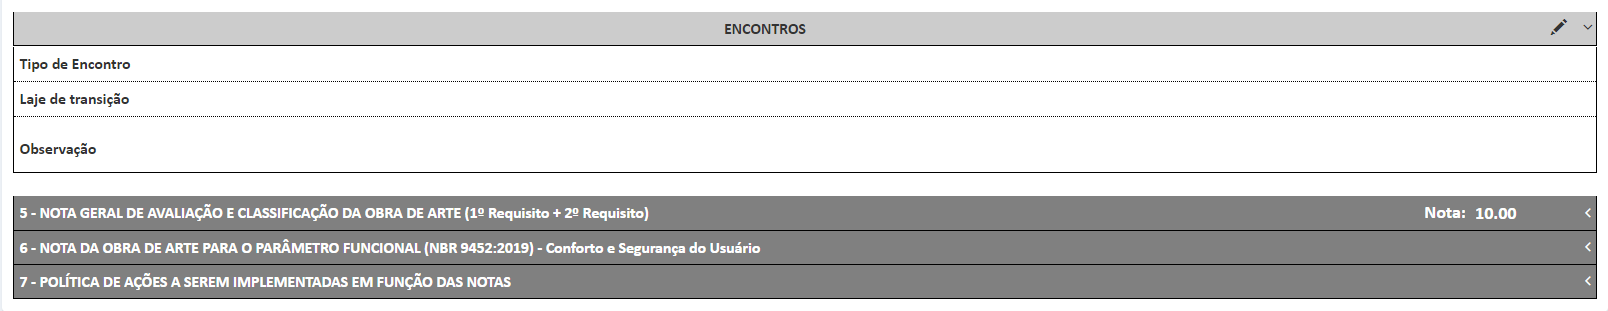 ENCONTROS
Tipo de Encontro
Laje de transição
Observação
5 - NOTA GERAL DE AVALIAÇÃO E CLASSIFICAÇÃO DA OBRA DE ARTE (1º Requisito + 2º Requisito) Nota: 10.00
6 - NOTA DA OBRA DE ARTE PARA O PARÂMETRO FUNCIONAL (NBR 9452:2019) - Conforto e Segurança do Usuário
7 - POLÍTICA DE AÇÕES A SEREM IMPLEMENTADAS EM FUNÇÃO DAS NOTAS